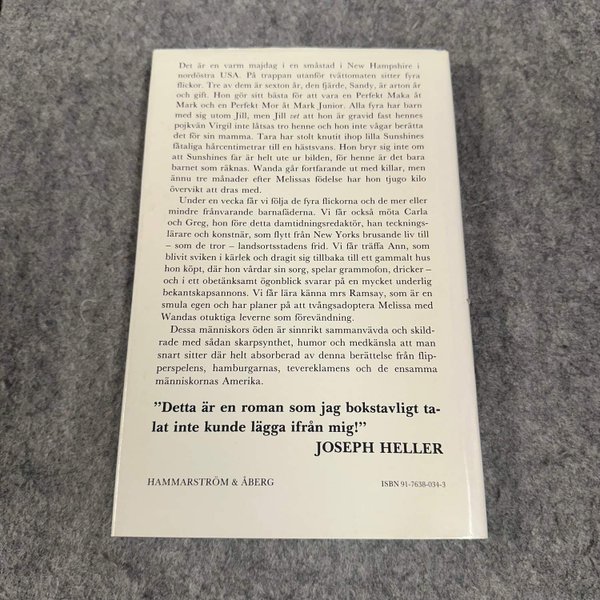 Det är en varm majdag i en småstad i New Hampshire i
nordöstra USA. På trappan utanför tvättomaten sitter fyra
flickor. Tre av dem är sexton år, den fjärde, Sandy, är arton år
och gift. Hon gör sitt bästa för att vara en Perfekt Maka åt
Mark och en Perfekt Mor åt Mark Junior. Alla fyra har barn
med sig utom Jill, men Jill vet att hon är gravid fast hennes
pojkvän Virgil inte låtsas tro henne och hon inte vågar berätta
det för sin mamma. Tara har stolt knutit ihop lilla Sunshines
fåtaliga hårcentimetrar till en hästsvans. Hon bryr sig inte om
att Sunshines far är helt ute ur bilden, för henne är det bara
barnet som räknas. Wanda går fortfarande ut med killar, men
ännu tre månader efter Melissas födelse har hon tjugo kilo
övervikt att dras med.
Under en vecka får vi följa de fyra flickorna och de mer eller
mindre frånvarande barnafäderna. Vi får också möta Carla
och Greg, hon före detta damtidningsredaktör, han tecknings-
lärare och konstnär, som flytt från New Yorks brusande liv till
– som de tror – landsortsstadens frid. Vi får träffa Ann, som
blivit sviken i kärlek och dragit sig tillbaka till ett gammalt hus
hon köpt, där hon vårdar sin sorg, spelar grammofon, dricker –
och i ett obetänksamt ögonblick svarar på en mycket underlig
bekantskapsannons. Vi får lära känna mrs Ramsay, som är en
smula egen och har planer på att tvångsadoptera Melissa med
Wandas otuktiga leverne som förevändning.
Dessa människors öden är sinnrikt sammanvävda och skild-
rade med sådan skarpsynthet, humor och medkänsla att man
snart sitter där helt absorberad av denna berättelse från flip-
perspelens, hamburgarnas, tevereklamens och de ensamma
människornas Amerika.
”Detta är en roman som jag bokstavligt ta-
lat inte kunde lägga ifrån mig!”
JOSEPH HELLER
HAMMARSTRÖM & ÅBERG
ISBN 91-7638-034-3